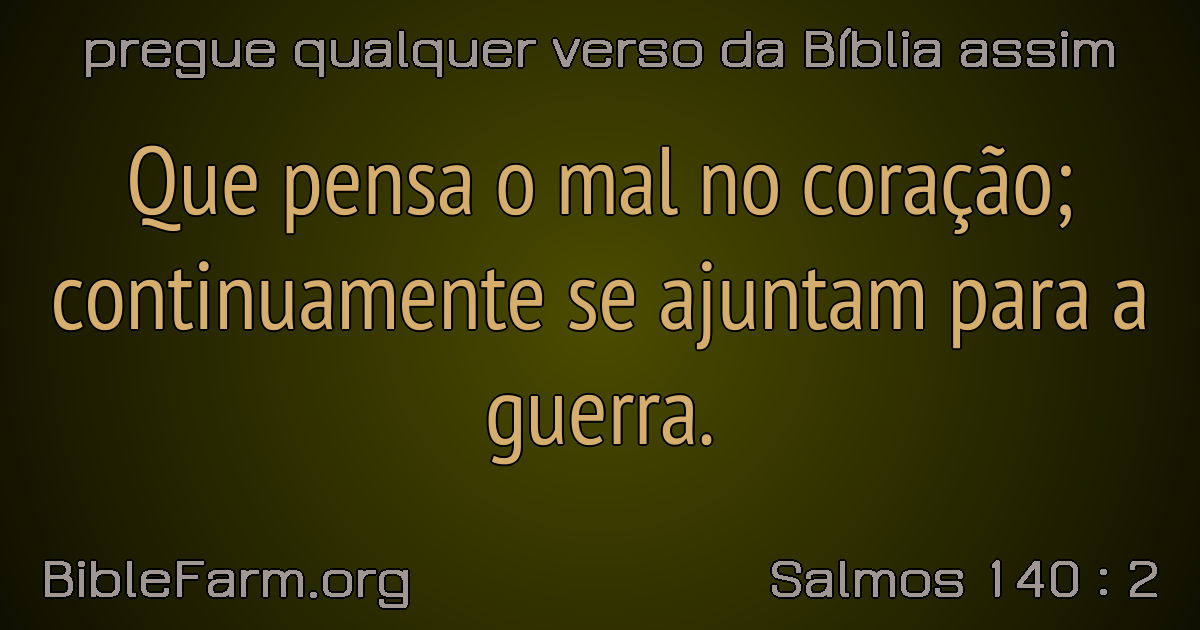 pregue qualquer verso da Bíblia assim
Que pensa o mal no coração;
continuamente se ajuntam para a
guerra.
BibleFarm.org
Salmos 140 : 2